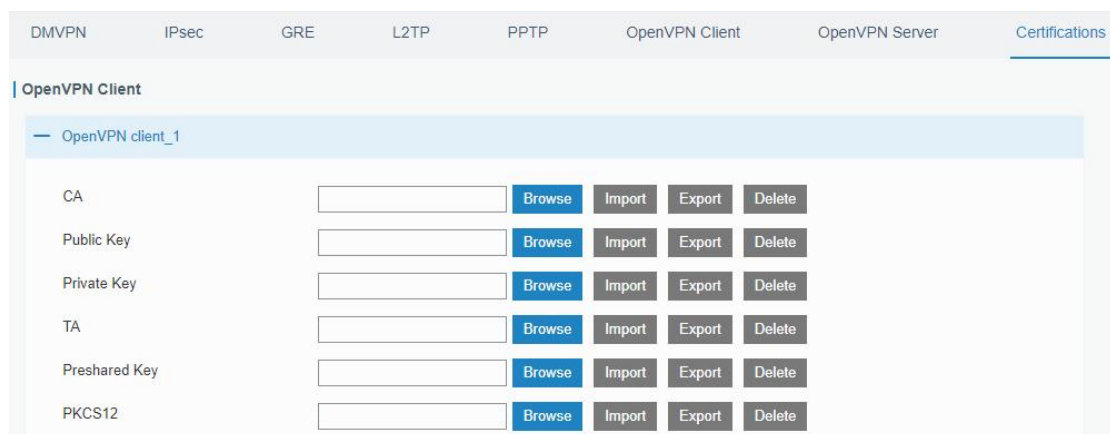 DMVPN IPsec GRE L2TP PPTP OpenVPN Client OpenVPN Server Certifications
OpenVPN Client
OpenVPN client_1
CA Browse Import Export Delete
Public Key Browse Import Export Delete
Private Key Browse Import Export Delete
TA Browse Import Export Delete
Preshared Key Browse Import Export Delete
PKCS12 Browse Import Export Delete